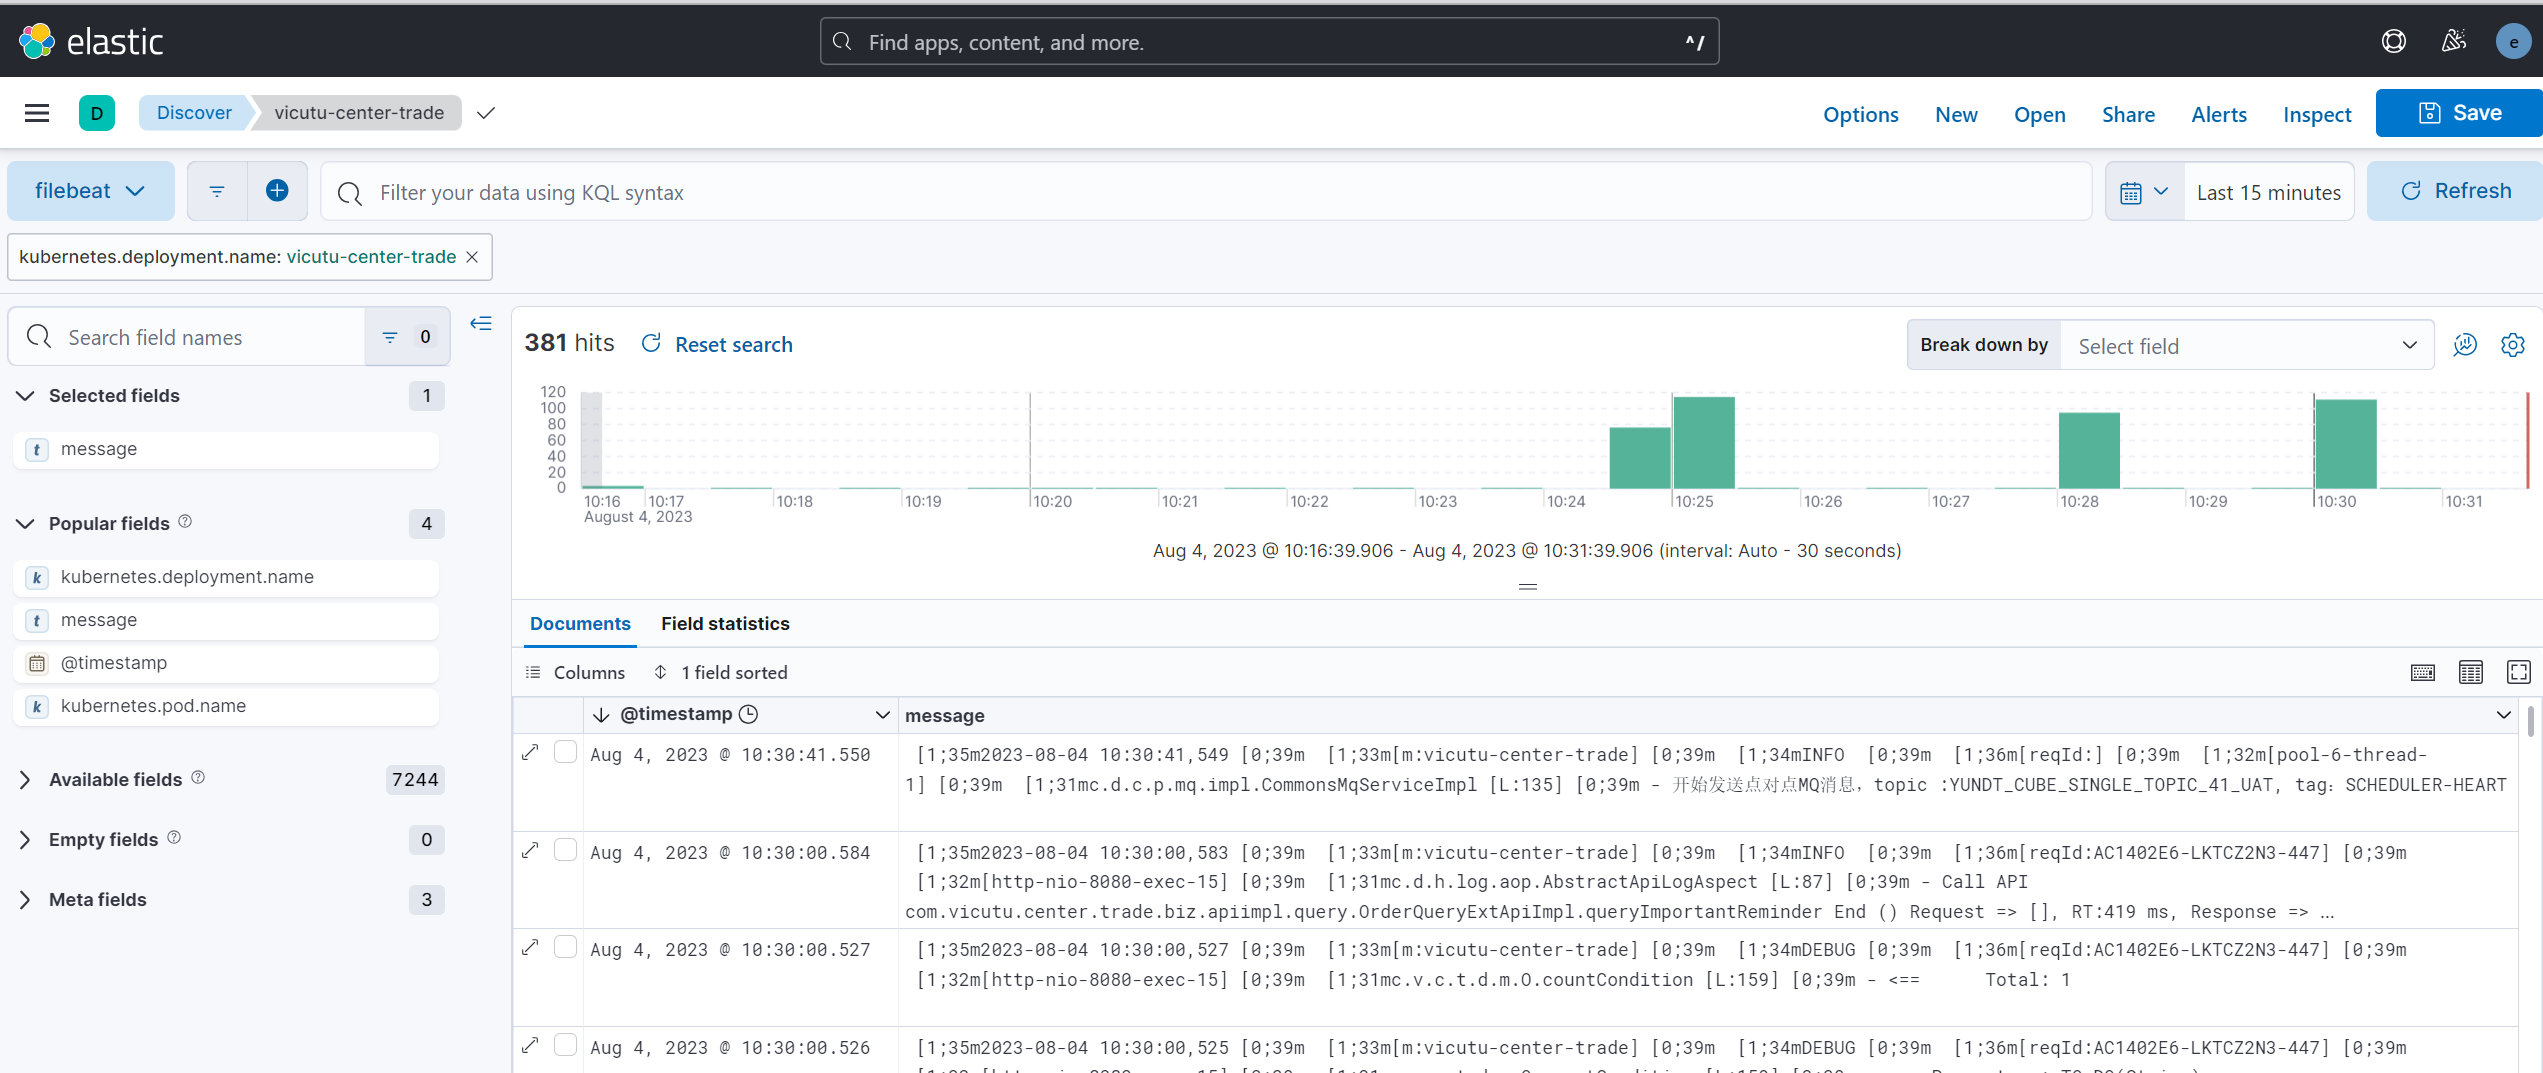 elastic
Find apps, content, and more.
^/
e
D
Discover
vicutu-center-trade
Options
New
Open
Share
Alerts
Inspect
Save
filebeat
Filter your data using KQL syntax
Last 15 minutes
Refresh
kubernetes.deployment.name: vicutu-center-trade
Search field names
0
Selected fields
1
t message
Popular fields
4
k kubernetes.deployment.name
t message
@timestamp
k kubernetes.pod.name
Available fields
7244
Empty fields
0
Meta fields
3
381 hits
Reset search
Break down by
Select field
120
100
80
60
40
20
0
10:16 10:17 10:18 10:19 10:20 10:21 10:22 10:23 10:24 10:25 10:26 10:27 10:28 10:29 10:30 10:31
August 4, 2023
Aug 4, 2023 @ 10:16:39.906 - Aug 4, 2023 @ 10:31:39.906 (interval: Auto - 30 seconds)
Documents
Field statistics
Columns
1 field sorted
@timestamp
message
Aug 4, 2023 @ 10:30:41.550
[1;35m2023-08-04 10:30:41,549 [0;39m [1;33m[m:vicutu-center-trade] [0;39m [1;34mINFO [0;39m [1;36m[reqId:] [0;39m [1;32m[pool-6-thread-
1] [0;39m [1;31mc.d.c.p.mq.impl.CommonsMqServiceImpl [L:135] [0;39m - 开始发送点对点MQ消息，topic :YUNDT_CUBE_SINGLE_TOPIC_41_UAT, tag：SCHEDULER-HEART
Aug 4, 2023 @ 10:30:00.584
[1;35m2023-08-04 10:30:00,583 [0;39m [1;33m[m:vicutu-center-trade] [0;39m [1;34mINFO [0;39m [1;36m[reqId:AC1402E6-LKTCZ2N3-447] [0;39m
[1;32m[http-nio-8080-exec-15] [0;39m [1;31mc.d.h.log.aop.AbstractApiLogAspect [L:87] [0;39m - Call API
com.vicutu.center.trade.biz.apiimpl.query.OrderQueryExtApiImpl.queryImportantReminder End () Request => [], RT:419 ms, Response => ...
Aug 4, 2023 @ 10:30:00.527
[1;35m2023-08-04 10:30:00,527 [0;39m [1;33m[m:vicutu-center-trade] [0;39m [1;34mDEBUG [0;39m [1;36m[reqId:AC1402E6-LKTCZ2N3-447] [0;39m
[1;32m[http-nio-8080-exec-15] [0;39m [1;31mc.v.c.t.d.m.O.countCondition [L:159] [0;39m - <== Total: 1
Aug 4, 2023 @ 10:30:00.526
[1;35m2023-08-04 10:30:00,525 [0;39m [1;33m[m:vicutu-center-trade] [0;39m [1;34mDEBUG [0;39m [1;36m[reqId:AC1402E6-LKTCZ2N3-447] [0;39m